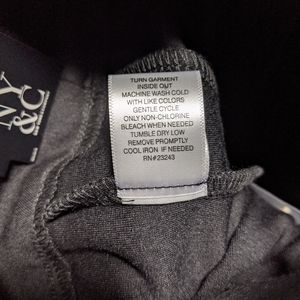 NY
&C
TURN GARMENT
INSIDE OUT
MACHINE WASH COLD
WITH LIKE COLORS
GENTLE CYCLE
ONLY NON-CHLORINE
BLEACH WHEN NEEDED
TUMBLE DRY LOW
REMOVE PROMPTLY
COOL IRON IF NEEDED
RN#23243